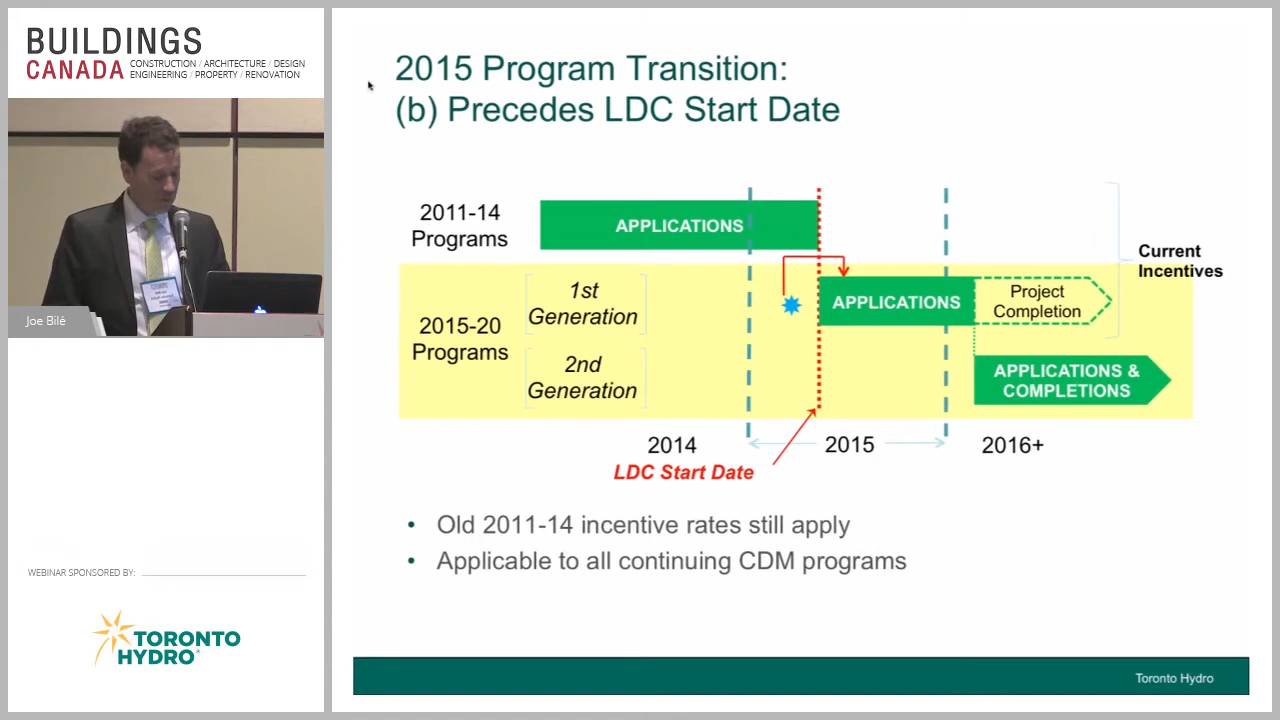 BUILDINGS
CANADA CONSTRUCTION / ARCHITECTURE / DESIGN
ENGINEERING / PROPERTY / RENOVATION
Joe Bilé
WEBINAR SPONSORED BY:
TORONTO
HYDRO
2015 Program Transition:
(b) Precedes LDC Start Date
2011-14
Programs
APPLICATIONS
Current
Incentives
2015-20
Programs
1st
Generation
APPLICATIONS
Project
Completion
2nd
Generation
APPLICATIONS &
COMPLETIONS
2014
2015
2016+
LDC Start Date
• Old 2011-14 incentive rates still apply
• Applicable to all continuing CDM programs
Toronto Hydro